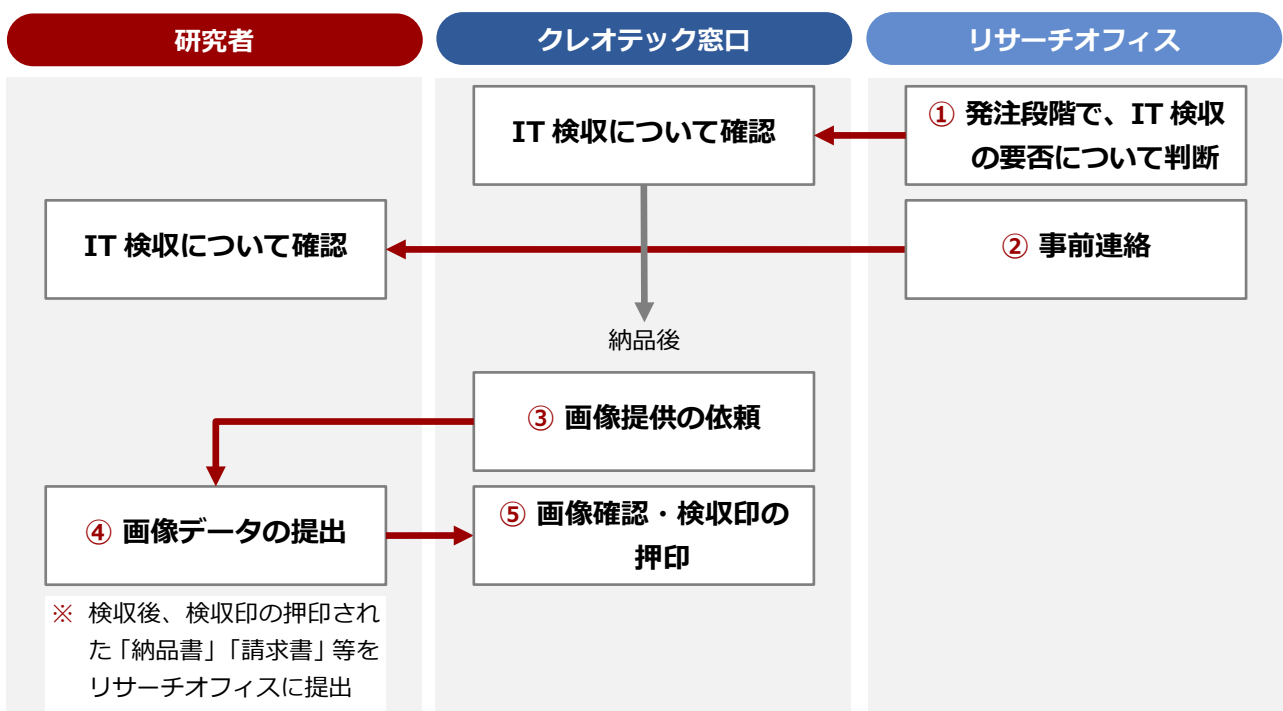 研究者
クレオテック窓口
リサーチオフィス
IT 検収について確認
① 発注段階で、IT 検収
の要否について判断
IT 検収について確認
② 事前連絡
納品後
③ 画像提供の依頼
④ 画像データの提出
⑤ 画像確認・検収印の
押印
※ 検収後、検収印の押印され
た「納品書」「請求書」等を
リサーチオフィスに提出